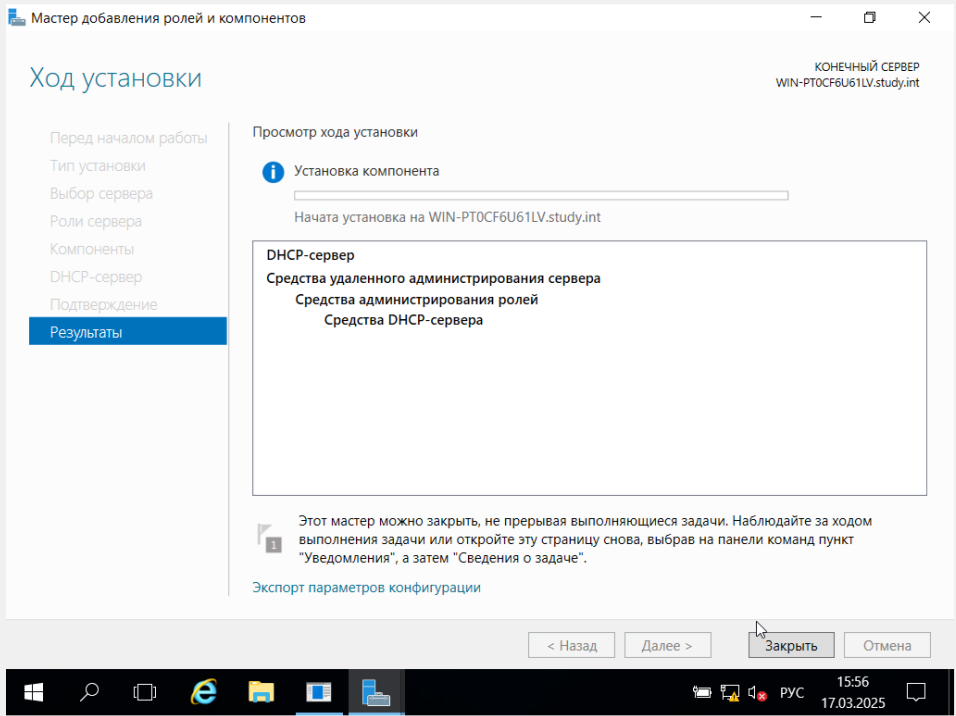 Мастер добавления ролей и компонентов
Ход установки
КОНЕЧНЫЙ СЕРВЕР
WIN-PT0CF6U61LV.study.int
Перед началом работы
Тип установки
Выбор сервера
Роли сервера
Компоненты
DHCP-сервер
Подтверждение
Результаты
Просмотр хода установки
Установка компонента
Начата установка на WIN-PT0CF6U61LV.study.int
DHCP-сервер
Средства удаленного администрирования сервера
Средства администрирования ролей
Средства DHCP-сервера
1
Этот мастер можно закрыть, не прерывая выполняющиеся задачи. Наблюдайте за ходом
выполнения задачи или откройте эту страницу снова, выбрав на панели команд пункт
"Уведомления", а затем "Сведения о задаче".
Экспорт параметров конфигурации
< Назад
Далее >
Закрыть
Отмена
РУС
15:56
17.03.2025